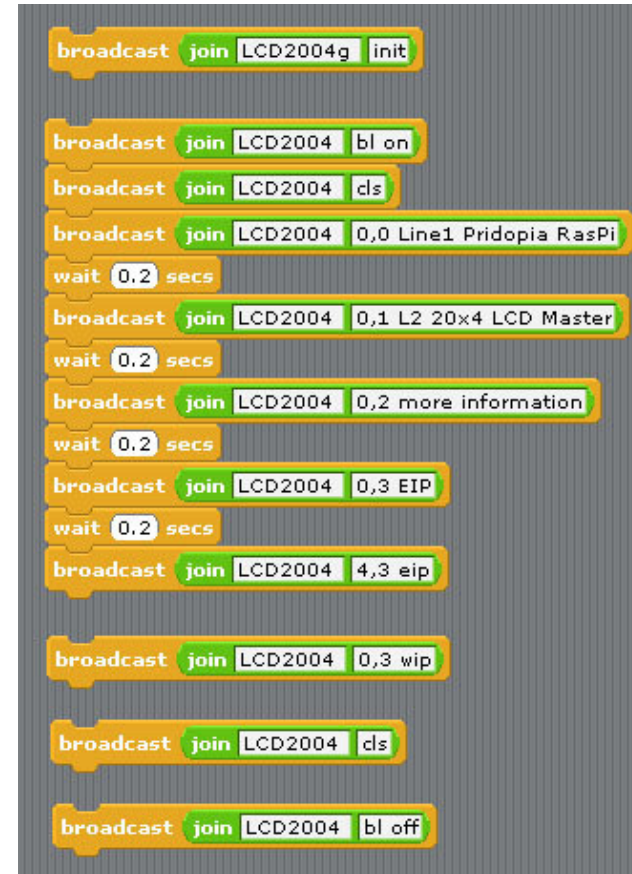 broadcast join LCD2004g init
broadcast join LCD2004 bl on
broadcast join LCD2004 cls
broadcast join LCD2004 0,0 Line1 Pridopia RasPi
wait 0.2 secs
broadcast join LCD2004 0,1 L2 20x4 LCD Master
wait 0.2 secs
broadcast join LCD2004 0,2 more information
wait 0.2 secs
broadcast join LCD2004 0,3 EIP
wait 0.2 secs
broadcast join LCD2004 4,3 eip
broadcast join LCD2004 0,3 wip
broadcast join LCD2004 cls
broadcast join LCD2004 bl off